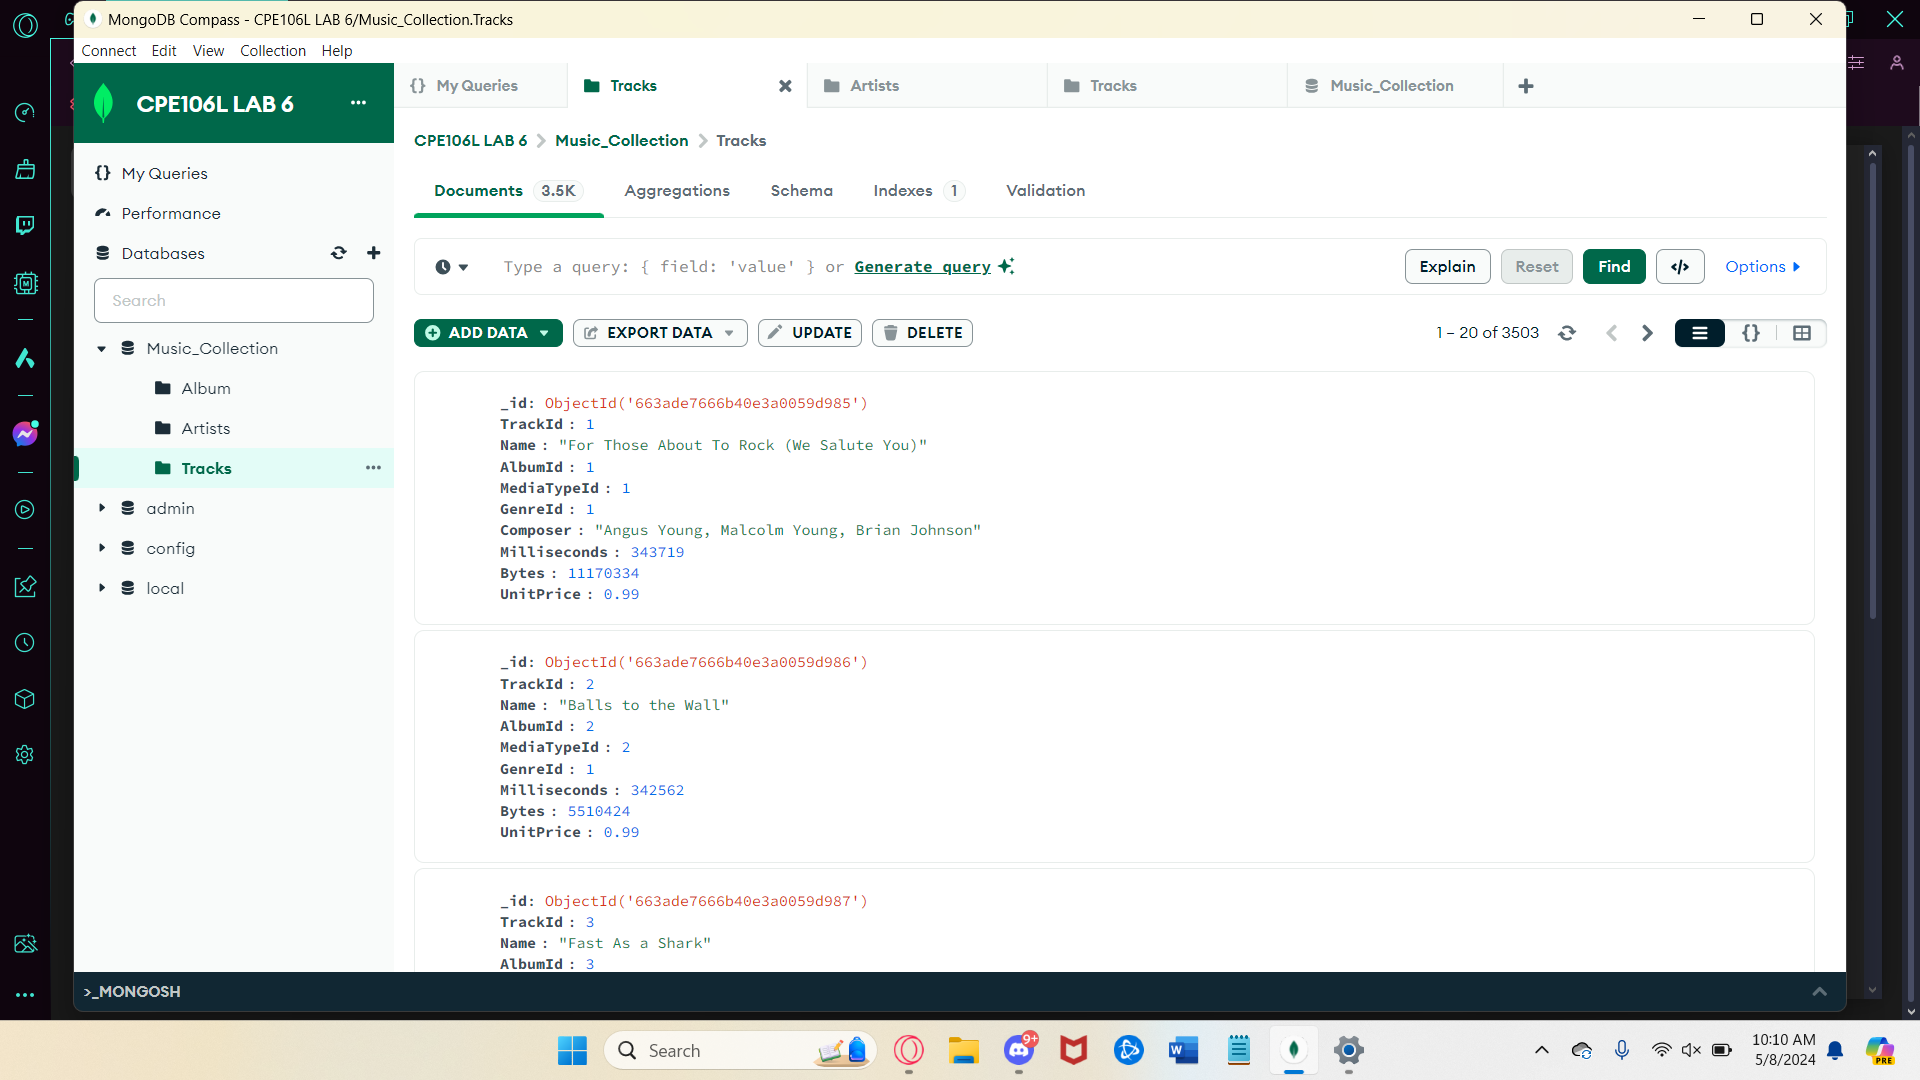 MongoDB Compass - CPE106L LAB 6/Music_Collection.Tracks
Connect Edit View Collection Help
CPE106L LAB 6
{} My Queries
Tracks
Artists
Tracks
Music_Collection
CPE106L LAB 6 > Music_Collection > Tracks
{} My Queries
Performance
Databases
Search
Music_Collection
Album
Artists
Tracks
admin
config
local
Documents 3.5K Aggregations Schema Indexes 1 Validation
Type a query: { field: 'value' } or Generate query
Explain Reset Find </> Options
ADD DATA EXPORT DATA UPDATE DELETE
1 – 20 of 3503
{}
_id: ObjectId('663ade7666b40e3a0059d985')
TrackId : 1
Name : "For Those About To Rock (We Salute You)"
AlbumId : 1
MediaTypeId : 1
GenreId : 1
Composer : "Angus Young, Malcolm Young, Brian Johnson"
Milliseconds : 343719
Bytes : 11170334
UnitPrice : 0.99
_id: ObjectId('663ade7666b40e3a0059d986')
TrackId : 2
Name : "Balls to the Wall"
AlbumId : 2
MediaTypeId : 2
GenreId : 1
Milliseconds : 342562
Bytes : 5510424
UnitPrice : 0.99
_id: ObjectId('663ade7666b40e3a0059d987')
TrackId : 3
Name : "Fast As a Shark"
AlbumId : 3
>_MONGOSH
Search
9+
W
10:10 AM
5/8/2024
PRE